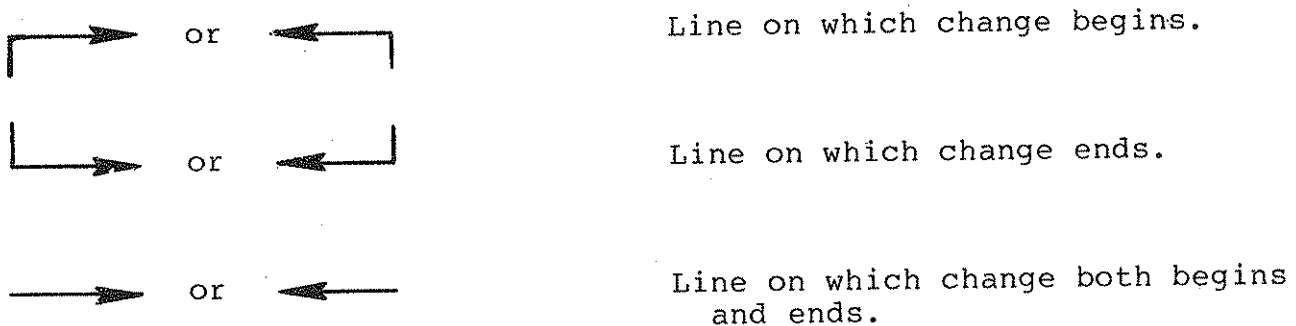 or
Line on which change begins.
or
Line on which change ends.
or
Line on which change both begins
and ends.